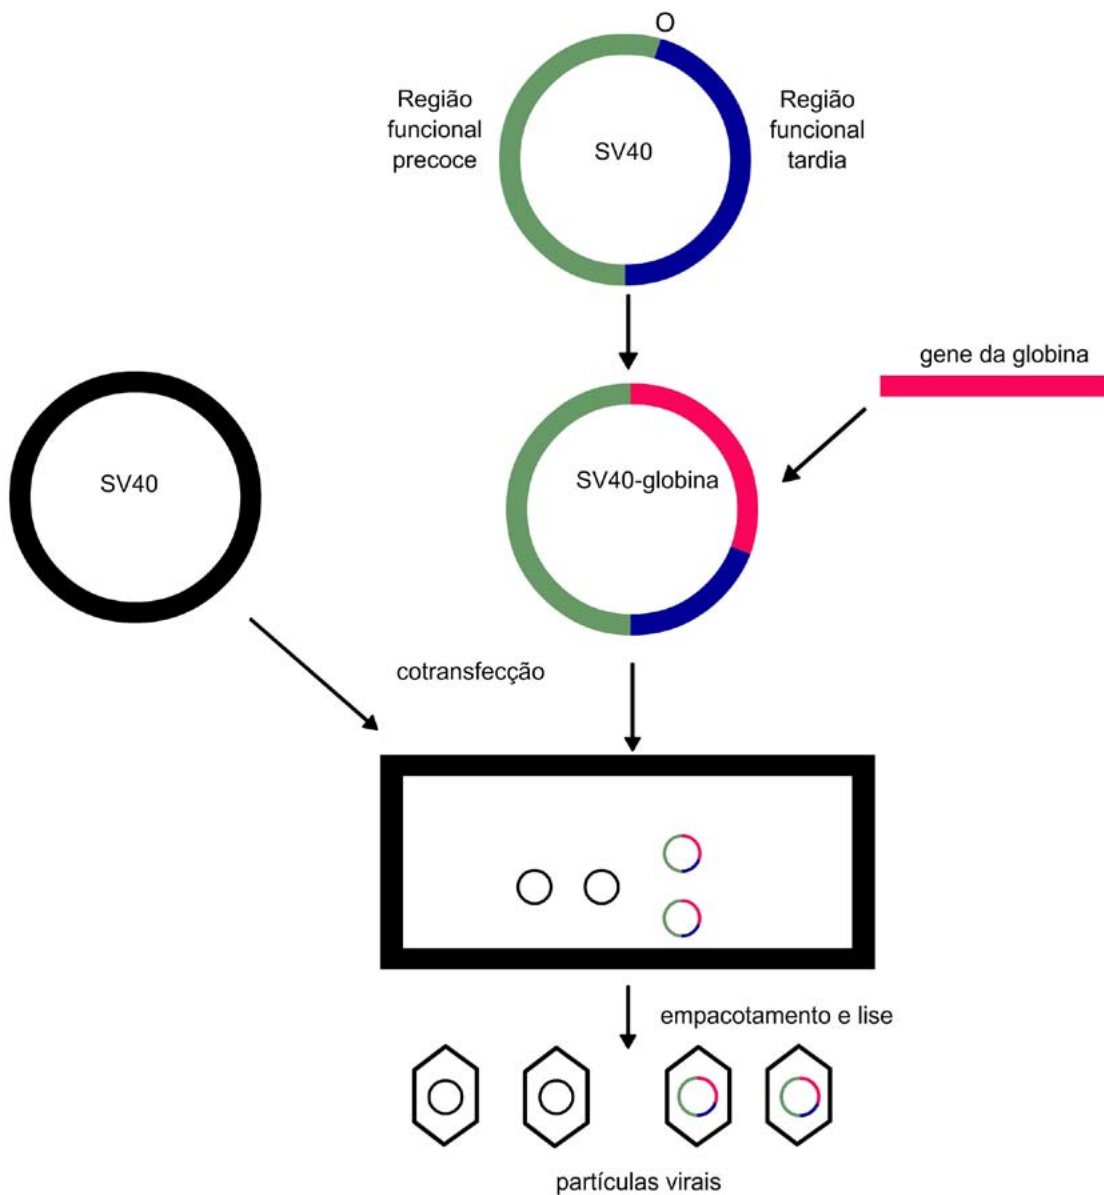 O
Região
funcional
precoce
SV40
Região
funcional
tardia
gene da globina
SV40
SV40-globina
cotransfecção
empacotamento e lise
partículas virais